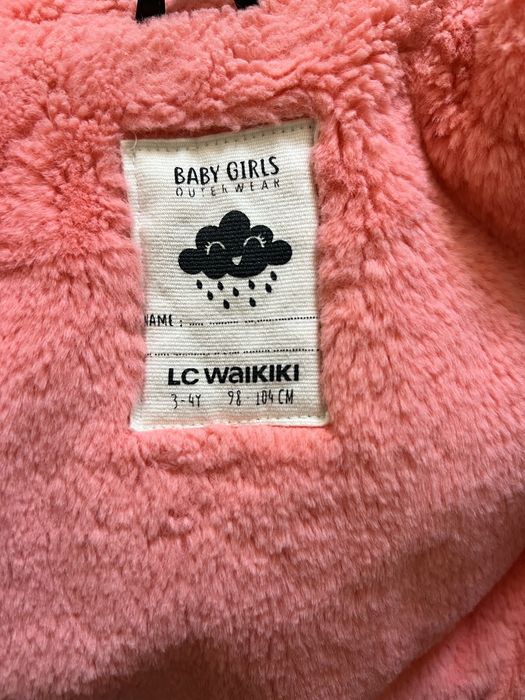 BABY GIRLS
OUTERWEAR
NAME :
LC WAIKIKI
3-4Y 98 104 CM